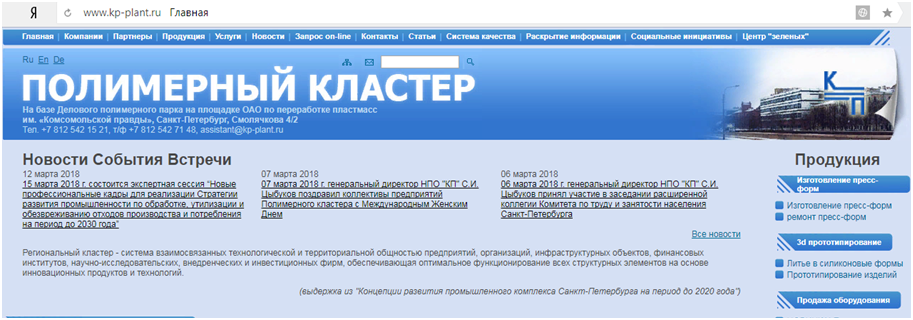 Я www.kp-plant.ru Главная
Главная | Компании | Партнеры | Продукция | Услуги | Новости | Запрос on-line | Контакты | Статьи | Система качества | Раскрытие информации | Социальные инициативы | Центр "зеленых"
Ru En De
ПОЛИМЕРНЫЙ КЛАСТЕР
На базе Делового полимерного парка на площадке ОАО по переработке пластмасс
им. «Комсомольской правды», Санкт-Петербург, Смолячкова 4/2
Тел. +7 812 542 15 21, т/ф +7 812 542 71 48, assistant@kp-plant.ru
КП
Новости События Встречи
12 марта 2018
15 марта 2018 г. состоится экспертная сессия "Новые
профессиональные кадры для реализации Стратегии
развития промышленности по обработке, утилизации и
обезвреживанию отходов производства и потребления
на период до 2030 года"
07 марта 2018
07 марта 2018 г. генеральный директор НПО "КП" С.И.
Цыбуков поздравил коллективы предприятий
Полимерного кластера с Международным Женским
Днем
06 марта 2018
06 марта 2018 г. генеральный директор НПО "КП" С.И.
Цыбуков принял участие в заседании расширенной
коллегии Комитета по труду и занятости населения
Санкт-Петербурга
Все новости
Региональный кластер - система взаимосвязанных технологической и территориальной общностью предприятий, организаций, инфраструктурных объектов, финансовых
институтов, научно-исследовательских, внедренческих и инвестиционных фирм, обеспечивающая оптимальное функционирование всех структурных элементов на основе
инновационных продуктов и технологий.
(выдержка из "Концепции развития промышленного комплекса Санкт-Петербурга на период до 2020 года")
Продукция
Изготовление пресс-
форм
Изготовление пресс-форм
ремонт пресс-форм
3d прототипирование
Литье в силиконовые формы
Прототипирование изделий
Продажа оборудования